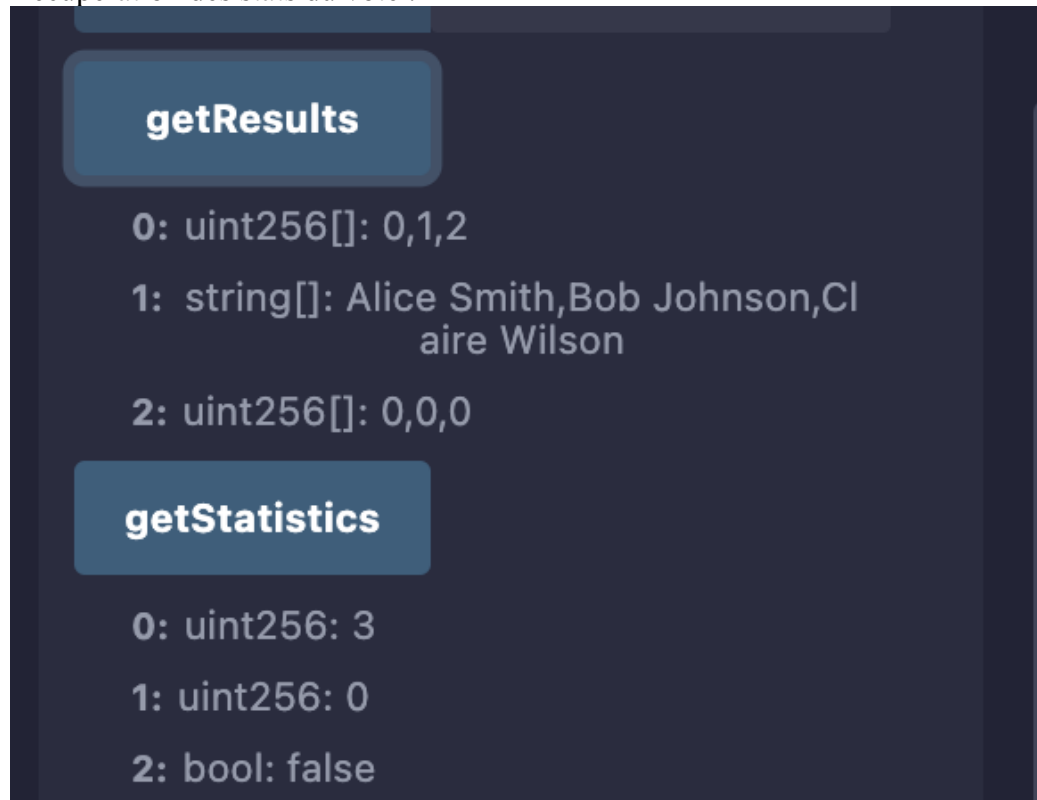 getResults
0: uint256[]: 0,1,2
1: string[]: Alice Smith,Bob Johnson,Cl
aire Wilson
2: uint256[]: 0,0,0
getStatistics
0: uint256: 3
1: uint256: 0
2: bool: false